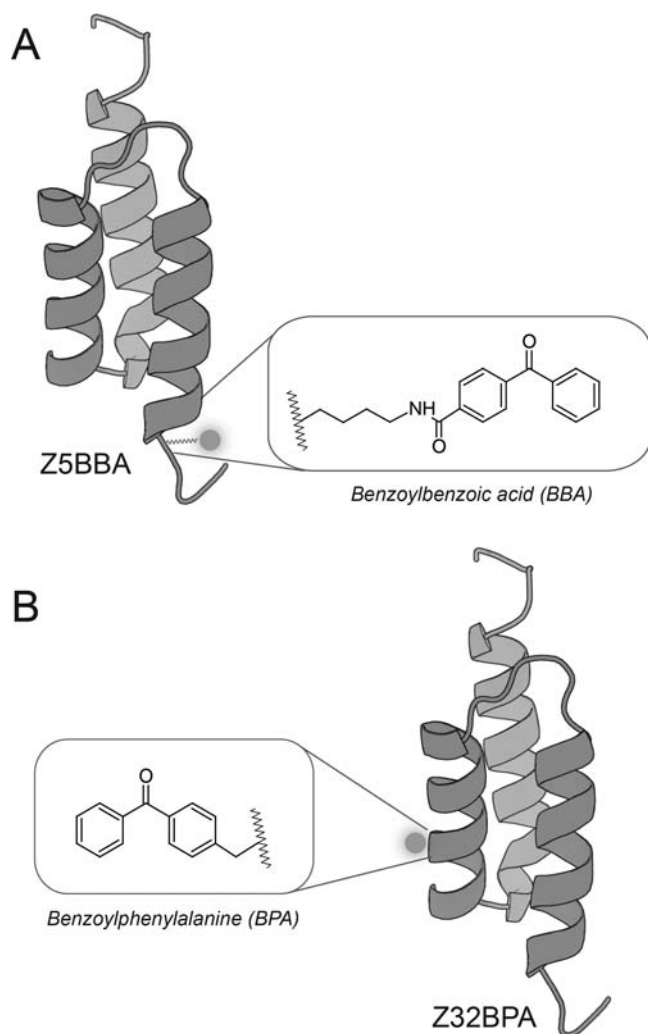 A
NH
O
O
Z5BBA
Benzoylbenzoic acid (BBA)
B
O
Benzoylphenylalanine (BPA)
Z32BPA